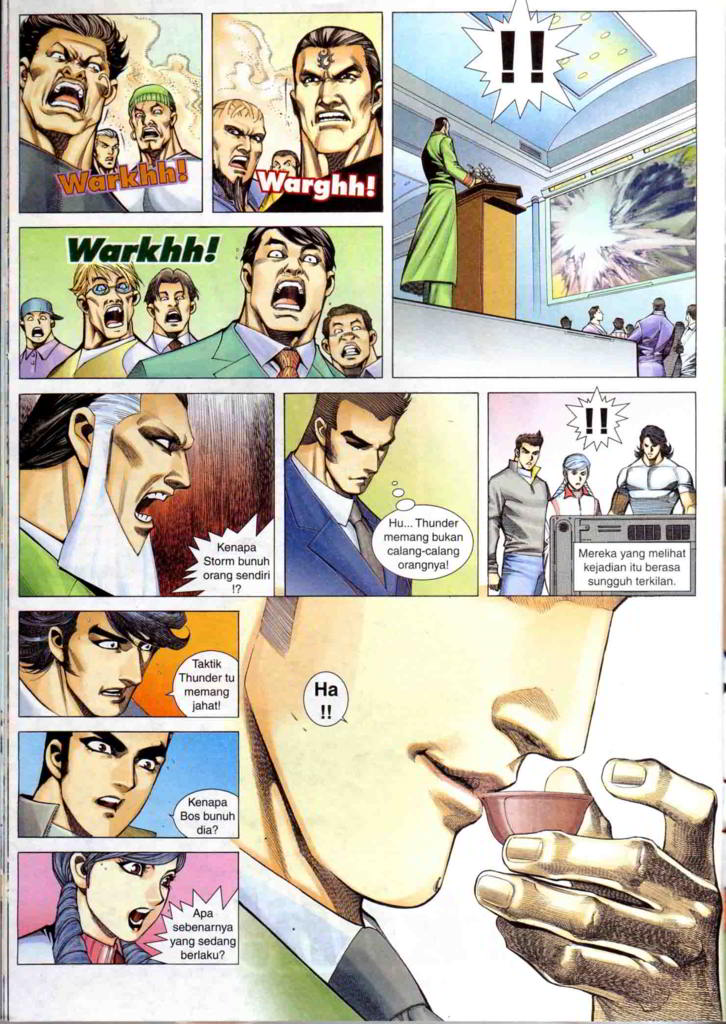 Warkhh!
Warghh!
!!
Warkhh!
Kenapa
Storm bunuh
orang sendiri
!?
Hu... Thunder
memang bukan
calang-calang
orangnya!
!!
Mereka yang melihat
kejadian itu berasa
sungguh terkilan.
Taktik
Thunder tu
memang
jahat!
Ha
!!
Kenapa
Bos bunuh
dia?
Apa
sebenarnya
yang sedang
berlaku?